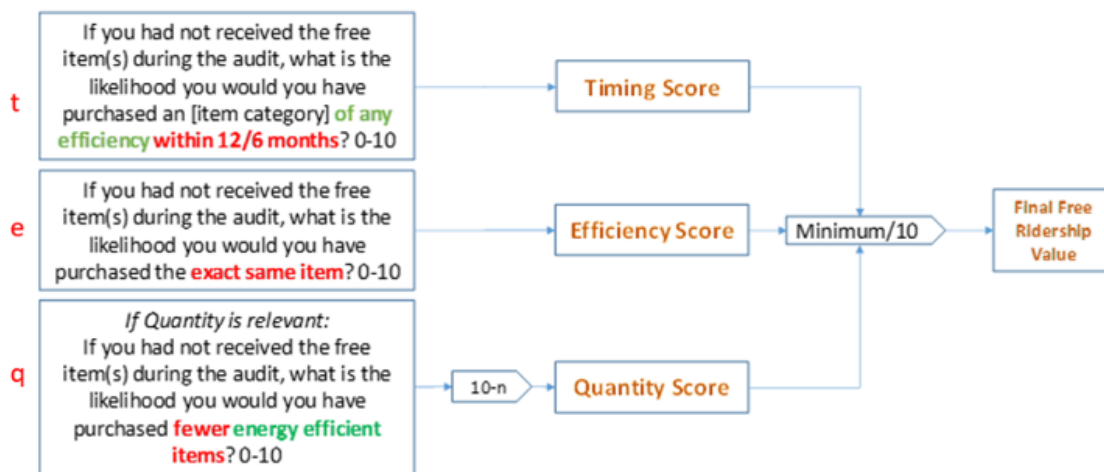 t
If you had not received the free
item(s) during the audit, what is the
likelihood you would you have
purchased an [item category] of any
efficiency within 12/6 months? 0-10
Timing Score
e
If you had not received the free
item(s) during the audit, what is the
likelihood you would you have
purchased the exact same item? 0-10
Efficiency Score
Minimum/10
Final Free
Ridership
Value
q
If Quantity is relevant:
If you had not received the free
item(s) during the audit, what is the
likelihood you would you have
purchased fewer energy efficient
items? 0-10
10-n
Quantity Score